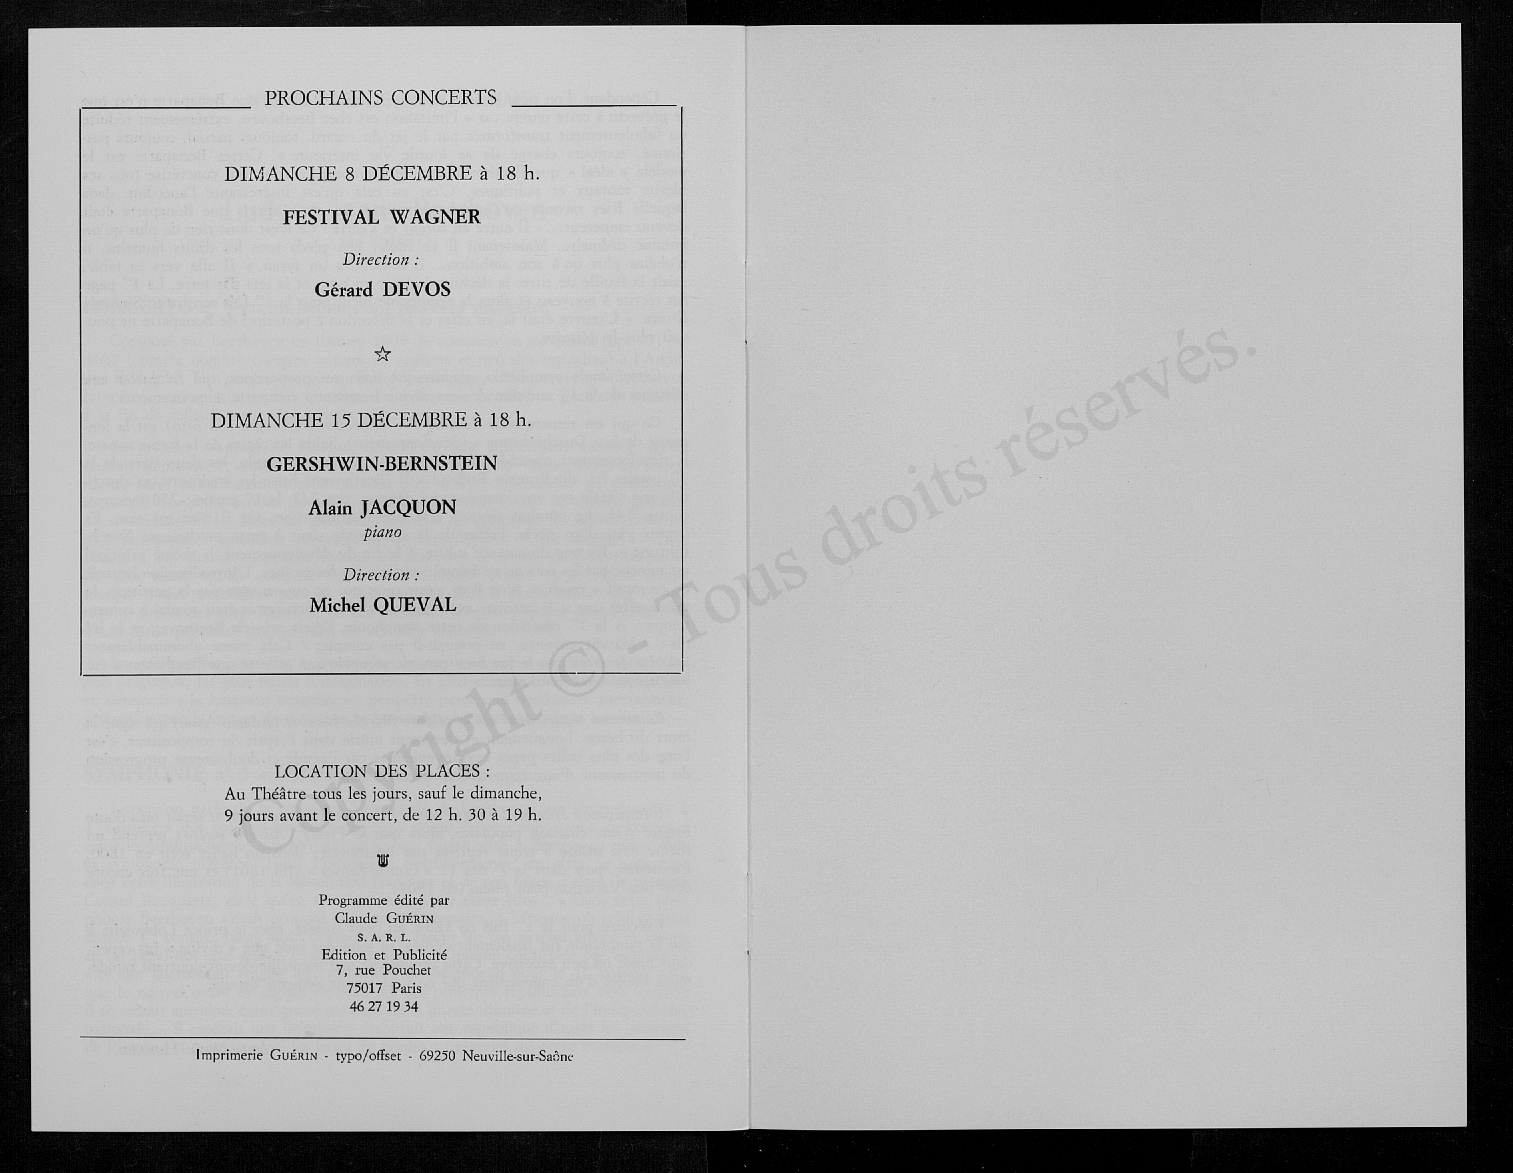 PROCHAINS CONCERTS
DIMANCHE 8 DÉCEMBRE à 18 h.
FESTIVAL WAGNER
Direction :
Gérard DEVOS
☆
DIMANCHE 15 DÉCEMBRE à 18 h.
GERSHWIN-BERNSTEIN
Alain JACQUON
piano
Direction :
Michel QUEVAL
LOCATION DES PLACES :
Au Théâtre tous les jours, sauf le dimanche,
9 jours avant le concert, de 12 h. 30 à 19 h.
Programme édité par
Claude GUÉRIN
S. A. R. L.
Edition et Publicité
7, rue Pouchet
75017 Paris
46 27 19 34
Imprimerie GUÉRIN - typo/offset - 69250 Neuville-sur-Saône
Copyright © - Tous droits réservés.